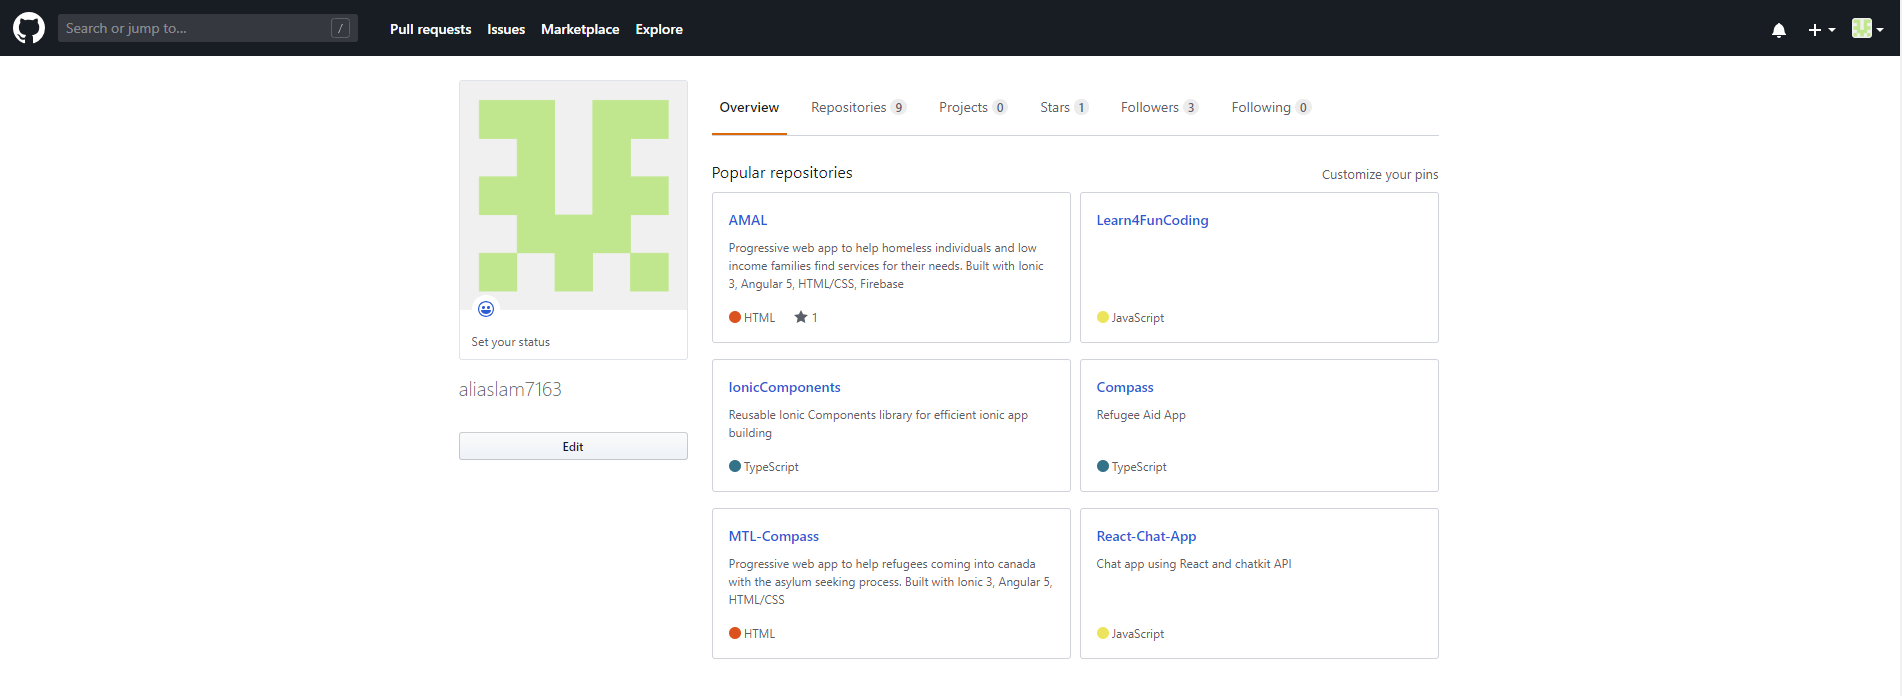 Search or jump to... /
Pull requests Issues Marketplace Explore
Overview Repositories 9 Projects 0 Stars 1 Followers 3 Following 0
Set your status
aliaslam7163
Edit
Popular repositories
Customize your pins
AMAL
Progressive web app to help homeless individuals and low
income families find services for their needs. Built with Ionic
3, Angular 5, HTML/CSS, Firebase
HTML 1
Learn4FunCoding
JavaScript
IonicComponents
Reusable Ionic Components library for efficient ionic app
building
TypeScript
Compass
Refugee Aid App
TypeScript
MTL-Compass
Progressive web app to help refugees coming into canada
with the asylum seeking process. Built with Ionic 3, Angular 5,
HTML/CSS
HTML
React-Chat-App
Chat app using React and chatkit API
JavaScript